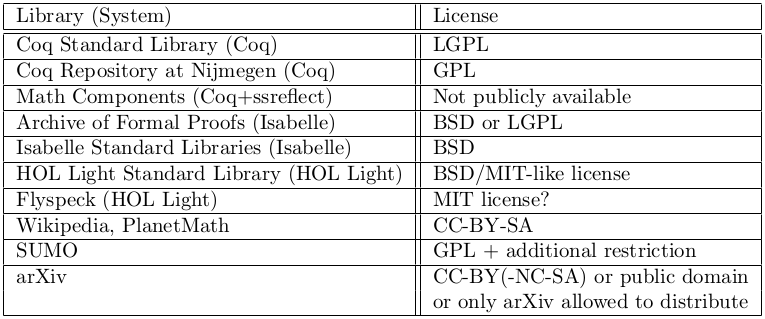 Library (System) License
Coq Standard Library (Coq) LGPL
Coq Repository at Nijmegen (Coq) GPL
Math Components (Coq+ssreflect) Not publicly available
Archive of Formal Proofs (Isabelle) BSD or LGPL
Isabelle Standard Libraries (Isabelle) BSD
HOL Light Standard Library (HOL Light) BSD/MIT-like license
Flyspeck (HOL Light) MIT license?
Wikipedia, PlanetMath CC-BY-SA
SUMO GPL + additional restriction
arXiv CC-BY(-NC-SA) or public domain
or only arXiv allowed to distribute